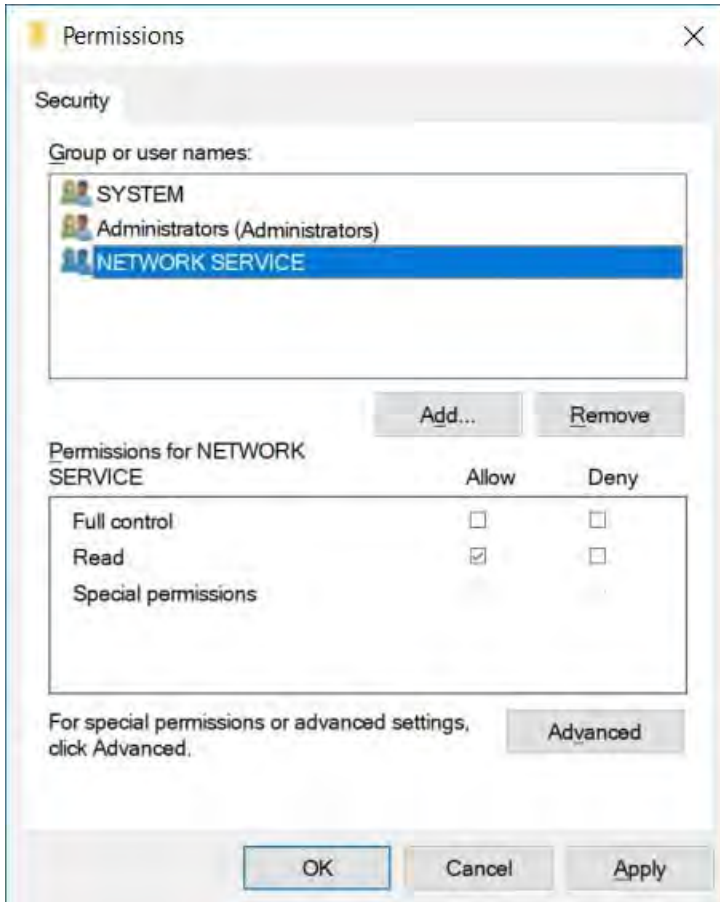 Permissions
Security
Group or user names:
SYSTEM
Administrators (Administrators)
NETWORK SERVICE
Add...
Remove
Permissions for NETWORK
SERVICE
Allow
Deny
Full control
Read
Special permissions
For special permissions or advanced settings,
click Advanced.
Advanced
OK
Cancel
Apply